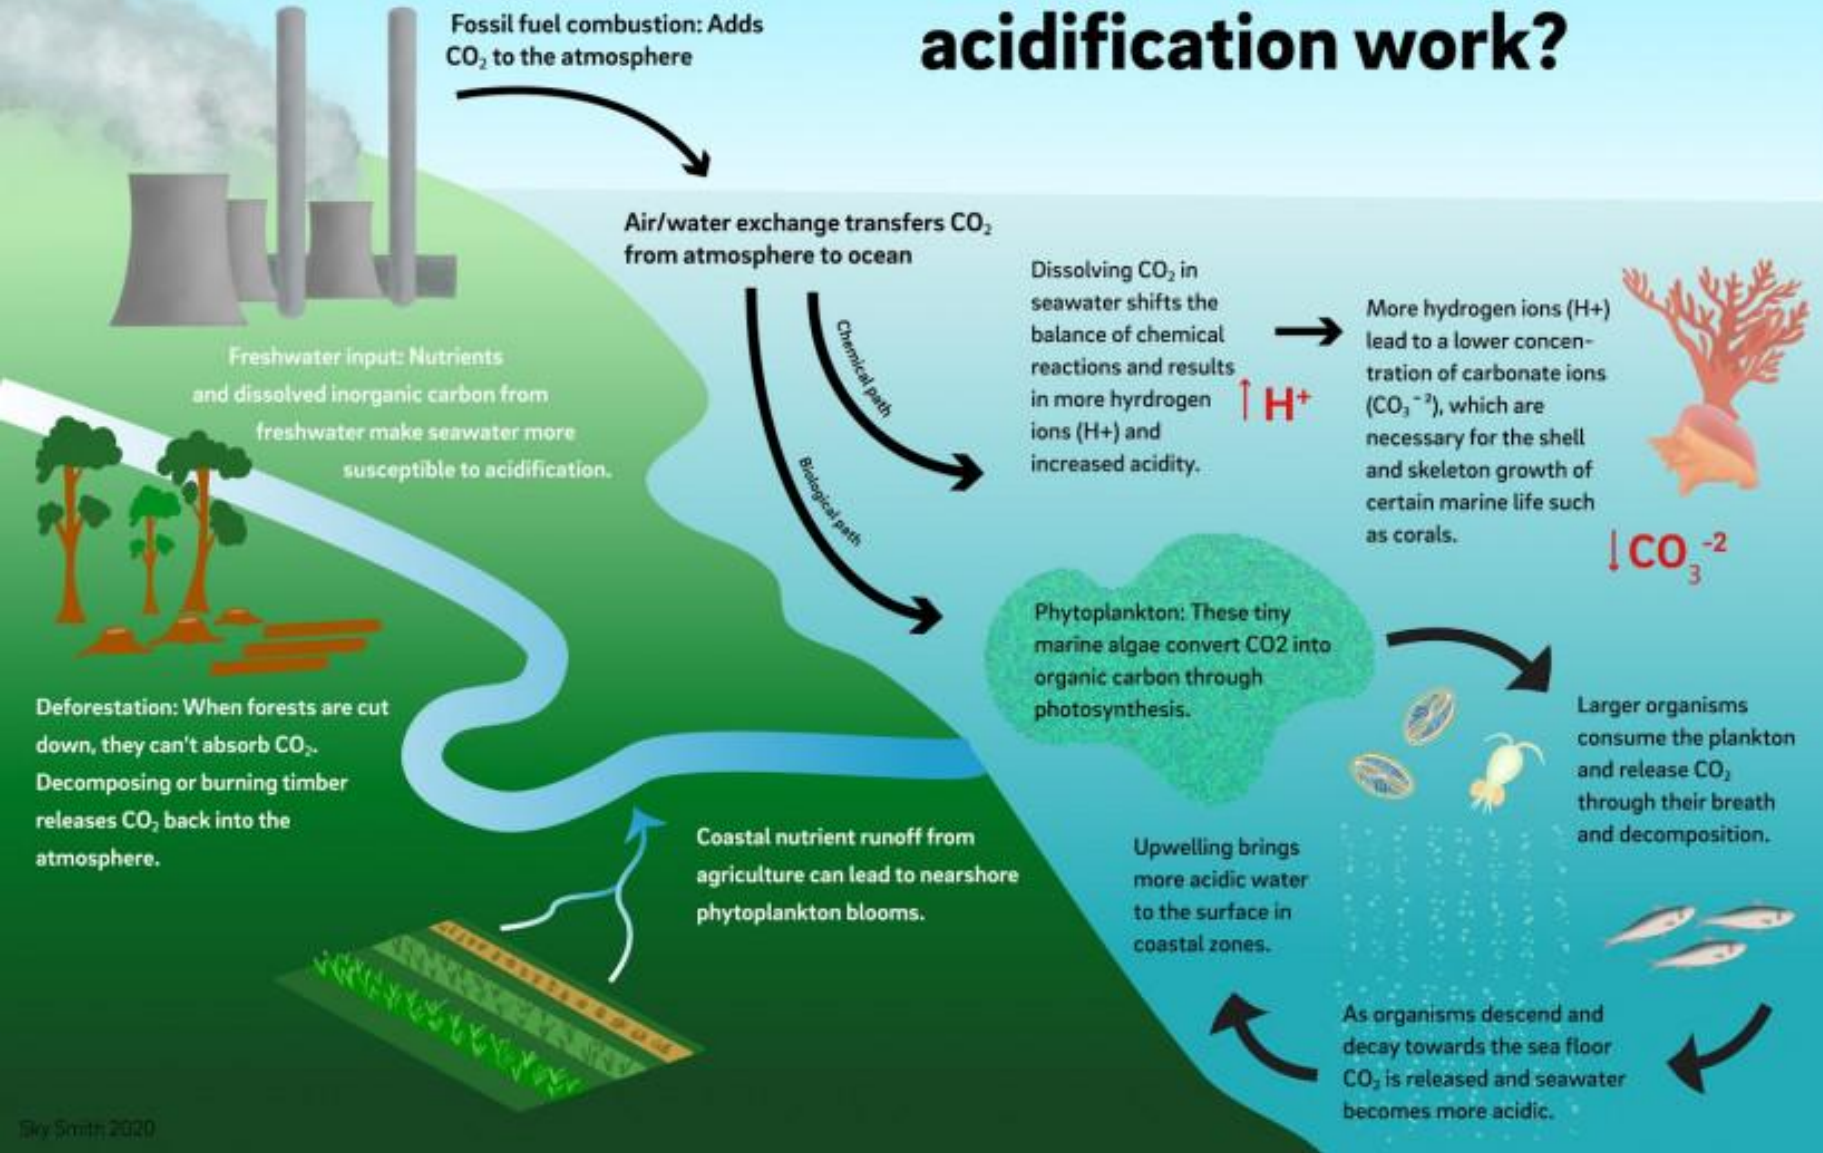 acidification work?
Fossil fuel combustion: Adds
CO₂ to the atmosphere
Air/water exchange transfers CO₂
from atmosphere to ocean
Chemical path
Biological path
Dissolving CO₂ in
seawater shifts the
balance of chemical
reactions and results
in more hyrdrogen
ions (H+) and
increased acidity.
↑ H⁺
More hydrogen ions (H+)
lead to a lower concen-
tration of carbonate ions
(CO₃⁻²), which are
necessary for the shell
and skeleton growth of
certain marine life such
as corals.
↓ CO₃⁻²
Freshwater input: Nutrients
and dissolved inorganic carbon from
freshwater make seawater more
susceptible to acidification.
Phytoplankton: These tiny
marine algae convert CO2 into
organic carbon through
photosynthesis.
Larger organisms
consume the plankton
and release CO₂
through their breath
and decomposition.
Deforestation: When forests are cut
down, they can't absorb CO₂.
Decomposing or burning timber
releases CO₂ back into the
atmosphere.
Coastal nutrient runoff from
agriculture can lead to nearshore
phytoplankton blooms.
Upwelling brings
more acidic water
to the surface in
coastal zones.
As organisms descend and
decay towards the sea floor
CO₂ is released and seawater
becomes more acidic.
Sky Smith 2020